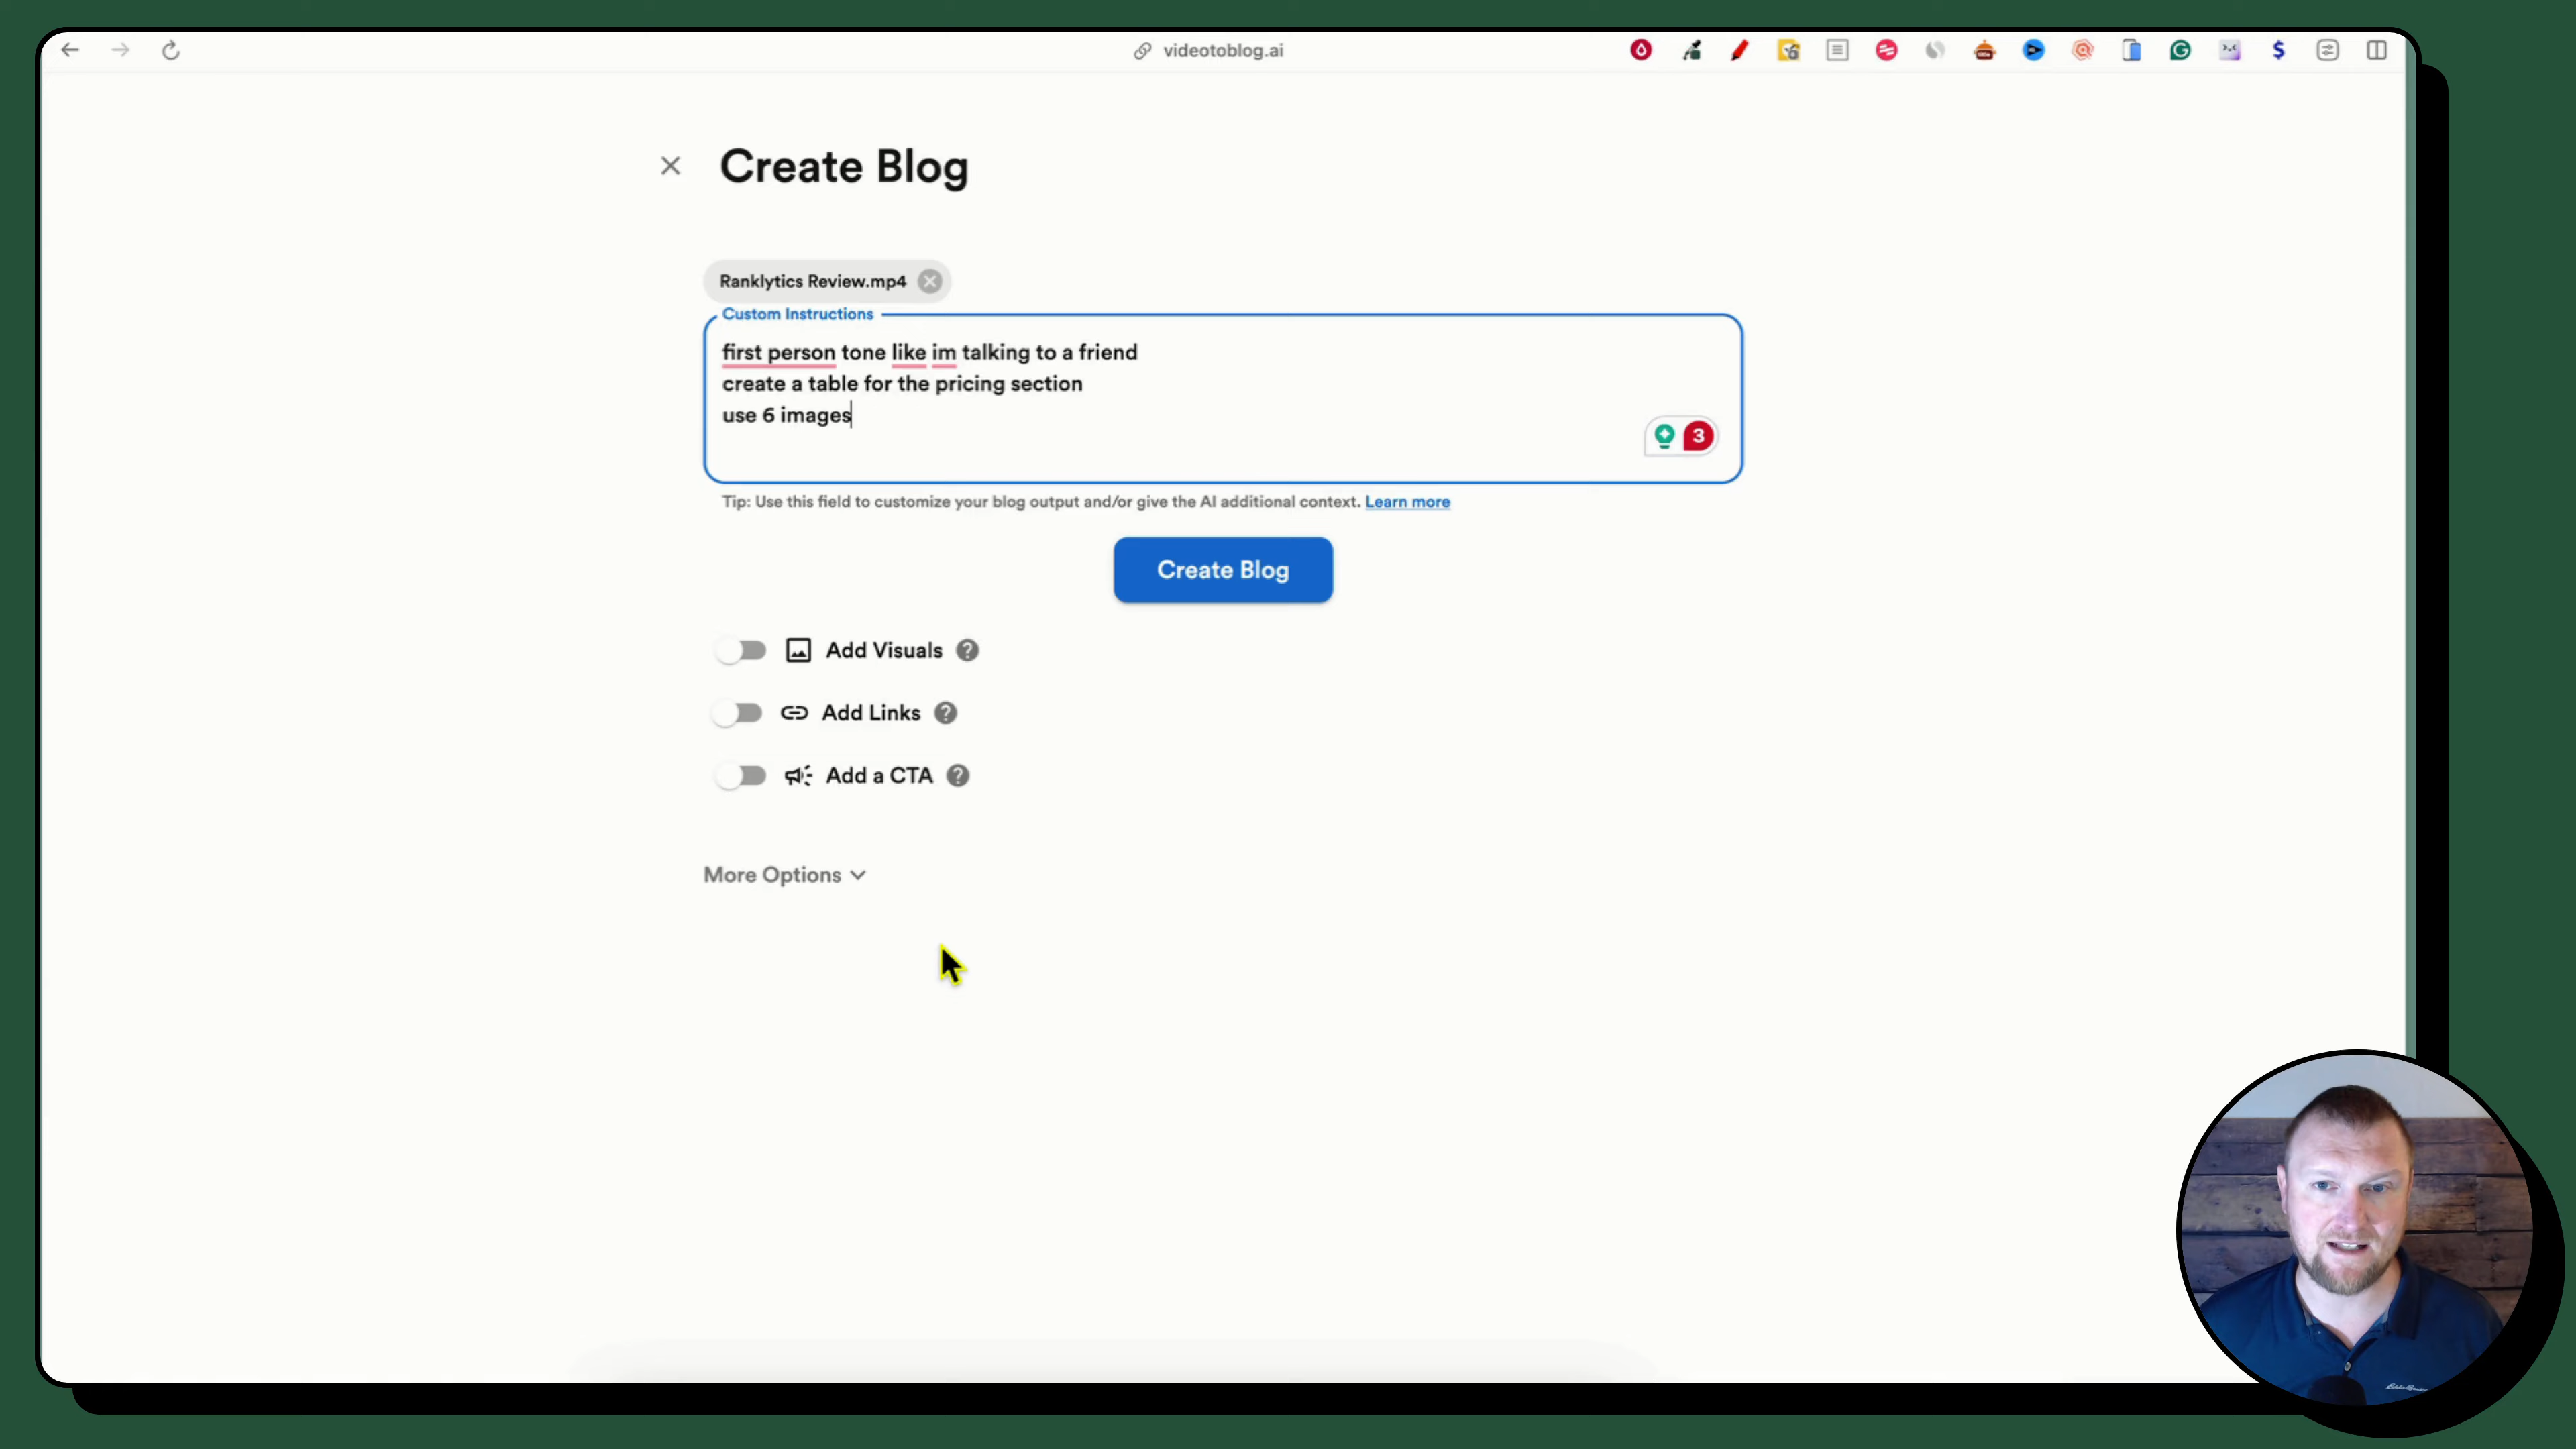 videotoblog.ai
Create Blog
Ranklytics Review.mp4
Custom Instructions
first person tone like im talking to a friend
create a table for the pricing section
use 6 images
3
Tip: Use this field to customize your blog output and/or give the AI additional context. Learn more
Create Blog
Add Visuals
Add Links
Add a CTA
More Options